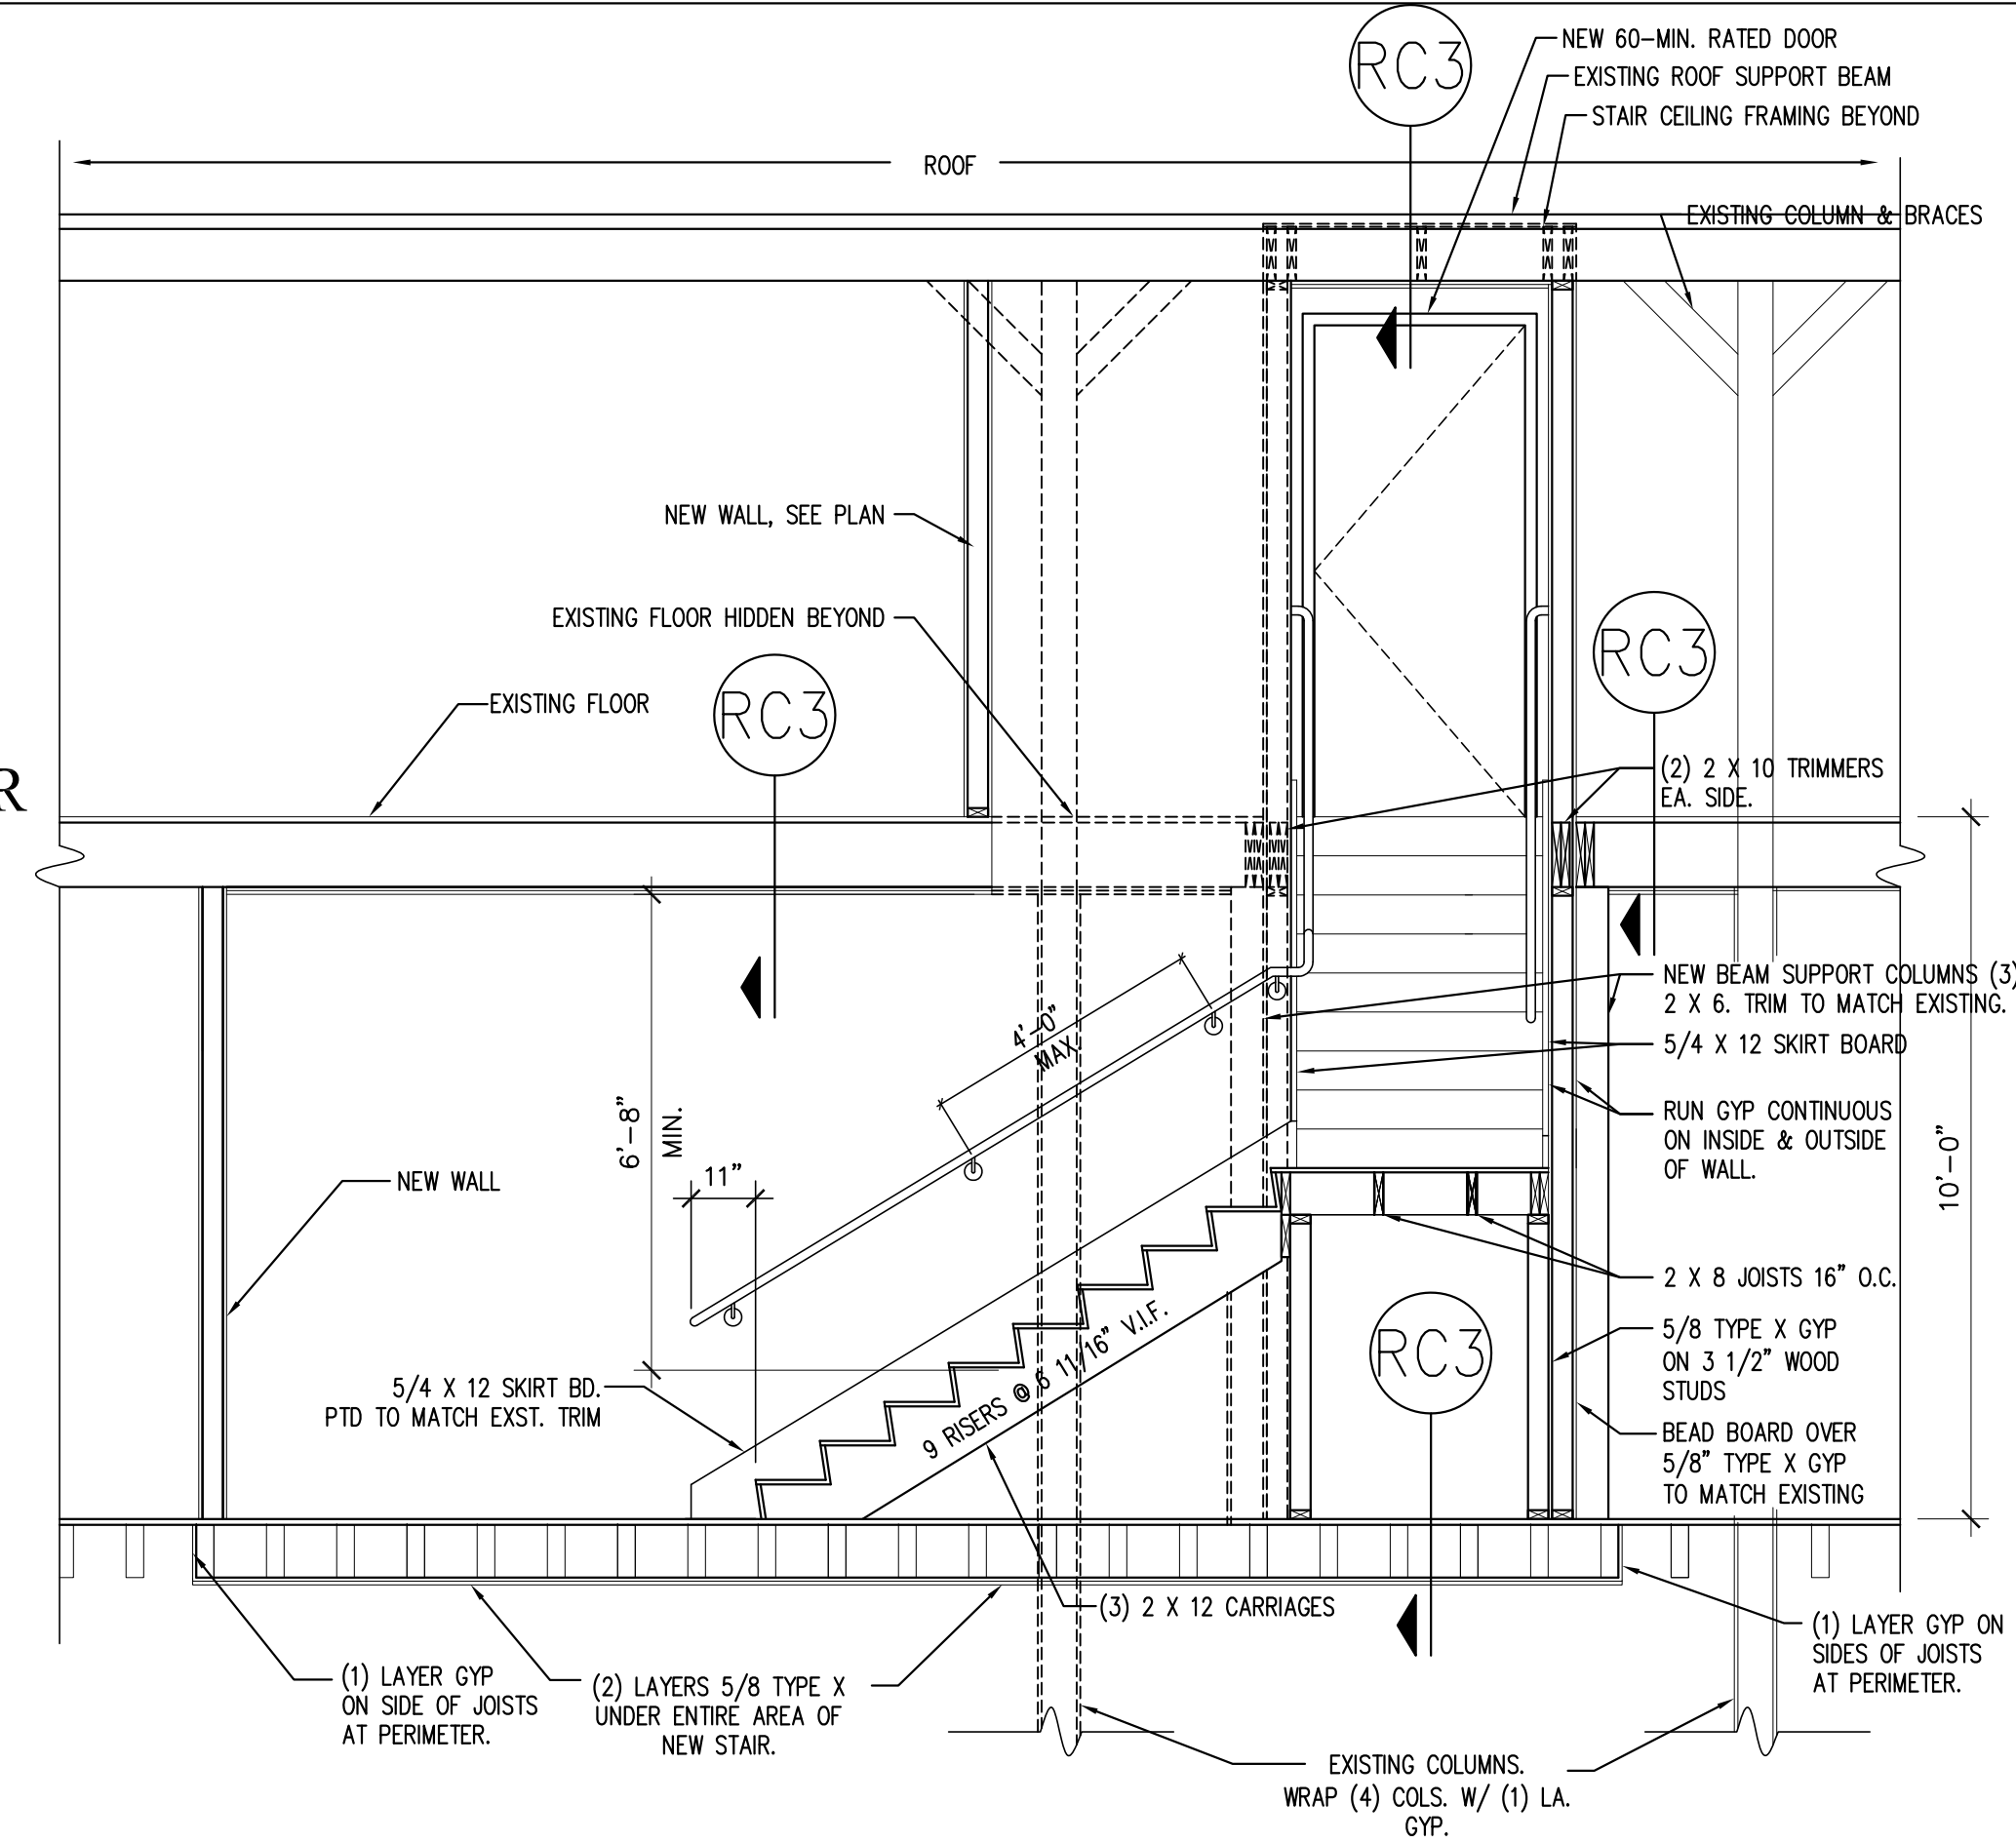 RC3
NEW 60-MIN. RATED DOOR
EXISTING ROOF SUPPORT BEAM
STAIR CEILING FRAMING BEYOND
ROOF
EXISTING COLUMN & BRACES
NEW WALL, SEE PLAN
EXISTING FLOOR HIDDEN BEYOND
EXISTING FLOOR
RC3
RC3
R
(2) 2 X 10 TRIMMERS
EA. SIDE.
NEW BEAM SUPPORT COLUMNS (3)
2 X 6. TRIM TO MATCH EXISTING.
5/4 X 12 SKIRT BOARD
4'-0"
MAX.
RUN GYP CONTINUOUS
ON INSIDE & OUTSIDE
OF WALL.
6'-8"
MIN.
11"
10'-0"
NEW WALL
2 X 8 JOISTS 16" O.C.
RC3
5/8 TYPE X GYP
ON 3 1/2" WOOD
STUDS
9 RISERS @ 6 11/16" V.I.F.
5/4 X 12 SKIRT BD.
PTD TO MATCH EXST. TRIM
BEAD BOARD OVER
5/8" TYPE X GYP
TO MATCH EXISTING
(3) 2 X 12 CARRIAGES
(1) LAYER GYP ON
SIDES OF JOISTS
AT PERIMETER.
(1) LAYER GYP
ON SIDE OF JOISTS
AT PERIMETER.
(2) LAYERS 5/8 TYPE X
UNDER ENTIRE AREA OF
NEW STAIR.
EXISTING COLUMNS.
WRAP (4) COLS. W/ (1) LA.
GYP.